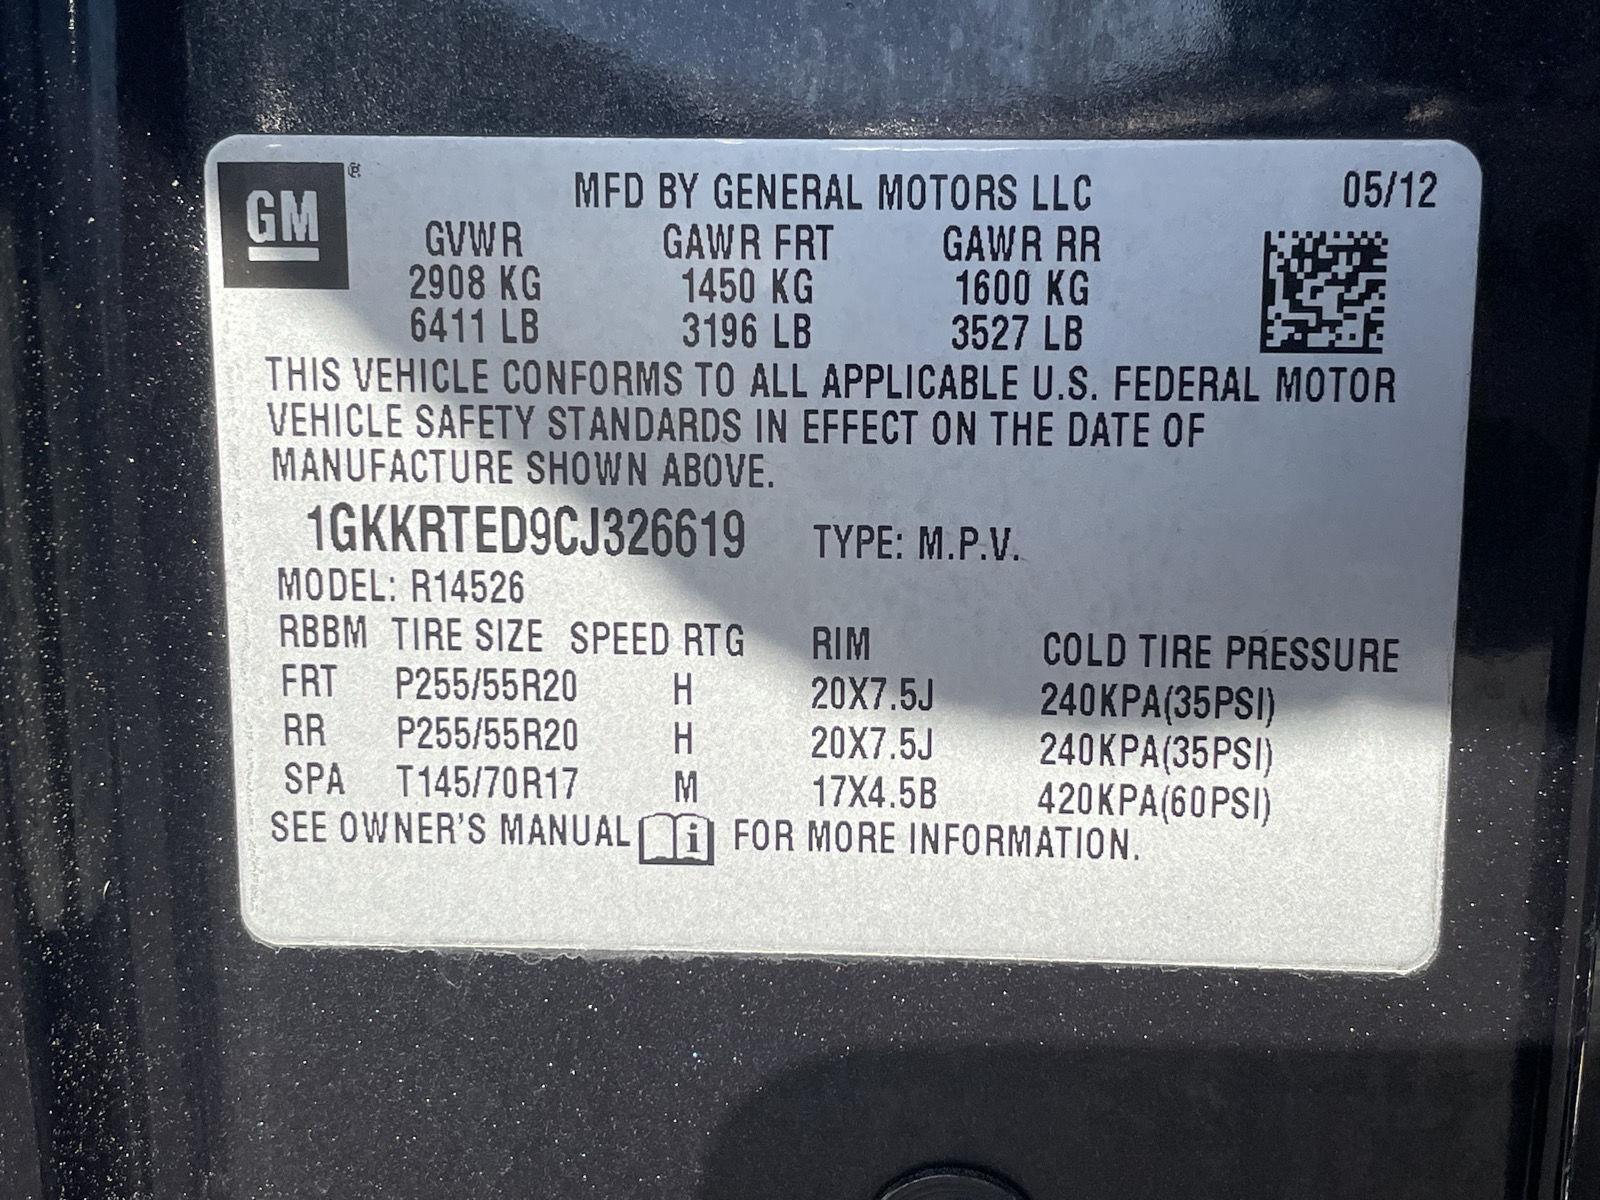 GM ® MFD BY GENERAL MOTORS LLC 05/12
GVWR GAWR FRT GAWR RR
2908 KG 1450 KG 1600 KG
6411 LB 3196 LB 3527 LB
THIS VEHICLE CONFORMS TO ALL APPLICABLE U.S. FEDERAL MOTOR
VEHICLE SAFETY STANDARDS IN EFFECT ON THE DATE OF
MANUFACTURE SHOWN ABOVE.
1GKKRTED9CJ326619 TYPE: M.P.V.
MODEL: R14526
RBBM TIRE SIZE SPEED RTG RIM COLD TIRE PRESSURE
FRT P255/55R20 H 20X7.5J 240KPA(35PSI)
RR P255/55R20 H 20X7.5J 240KPA(35PSI)
SPA T145/70R17 M 17X4.5B 420KPA(60PSI)
SEE OWNER'S MANUAL i FOR MORE INFORMATION.